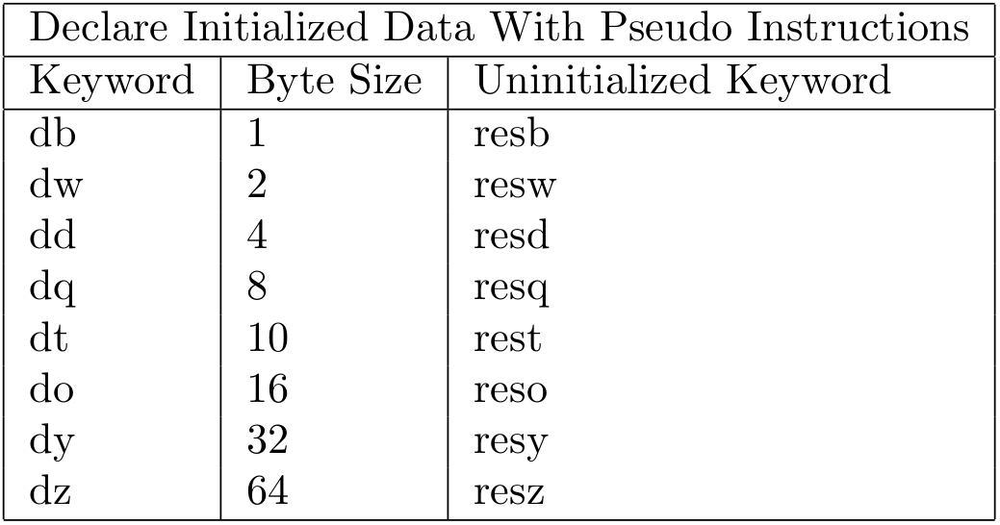 Declare Initialized Data With Pseudo Instructions
Keyword Byte Size Uninitialized Keyword
db 1 resb
dw 2 resw
dd 4 resd
dq 8 resq
dt 10 rest
do 16 reso
dy 32 resy
dz 64 resz